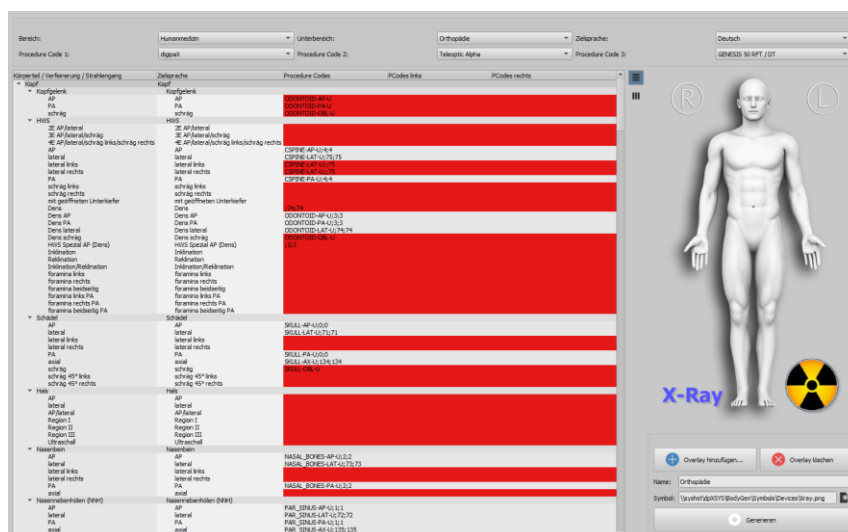 Bereich: Humanmedizin Unterbereich: Orthopädie Zielsprache: Deutsch
Procedure Code 1: digipaX Procedure Code 2: Teleoptic Alpha Procedure Code 3: GENESIS 50 RFT / DT
Körperteil / Verfeinerung / Strahlengang Zielsprache Procedure Codes PCodes links PCodes rechts
Kopf Kopf
Kopfgelenk Kopfgelenk
AP AP ODONTOID-AP-U
PA PA ODONTOID-PA-U
schräg schräg ODONTOID-OBL-U
HWS HWS
2E AP/lateral 2E AP/lateral
3E AP/lateral/schräg 3E AP/lateral/schräg
4E AP/lateral/schräg links/schräg rechts 4E AP/lateral/schräg links/schräg rechts
AP AP CSPINE-AP-U;4;4
lateral lateral CSPINE-LAT-U;75;75
lateral links lateral links CSPINE-LAT-U;;75
lateral rechts lateral rechts CSPINE-LAT-U;;75
PA PA CSPINE-PA-U;4;4
schräg links schräg links
schräg rechts schräg rechts
mit geöffneten Unterkiefer mit geöffneten Unterkiefer
Dens Dens ;74;74
Dens AP Dens AP ODONTOID-AP-U;3;3
Dens PA Dens PA ODONTOID-PA-U;3;3
Dens lateral Dens lateral ODONTOID-LAT-U;74;74
Dens schräg Dens schräg ODONTOID-OBL-U
HWS Spezial AP (Dens) HWS Spezial AP (Dens) ;3;3
Inklination Inklination
Reklination Reklination
Inklination/Reklination Inklination/Reklination
foramina links foramina links
foramina rechts foramina rechts
foramina beidseitig foramina beidseitig
foramina links PA foramina links PA
foramina rechts PA foramina rechts PA
foramina beidseitig PA foramina beidseitig PA
Schädel Schädel
AP AP SKULL-AP-U;0;0
lateral lateral SKULL-LAT-U;71;71
lateral links lateral links
lateral rechts lateral rechts
PA PA SKULL-PA-U;0;0
axial axial SKULL-AX-U;134;134
schräg schräg SKULL-OBL-U
schräg 45° links schräg 45° links
schräg 45° rechts schräg 45° rechts
Hals Hals
AP AP
lateral lateral
AP/lateral AP/lateral
Region I Region I
Region II Region II
Region III Region III
Ultraschall Ultraschall
Nasenbein Nasenbein
AP AP NASAL_BONES-AP-U;2;2
lateral lateral NASAL_BONES-LAT-U;73;73
lateral links lateral links
lateral rechts lateral rechts
PA PA NASAL_BONES-PA-U;2;2
axial axial
Nasennebenhölen (NNH) Nasennebenhölen (NNH)
AP AP PAR_SINUS-AP-U;1;1
lateral lateral PAR_SINUS-LAT-U;72;72
PA PA PAR_SINUS-PA-U;1;1
axial axial PAR_SINUS-AX-U;135;135
R L
X-Ray
Overlay hinzufügen... Overlay löschen
Name: Orthopädie
Symbol: \\syshot\dpXSYS\BodyGen\Symbols\Devices\Xray.png
Generieren